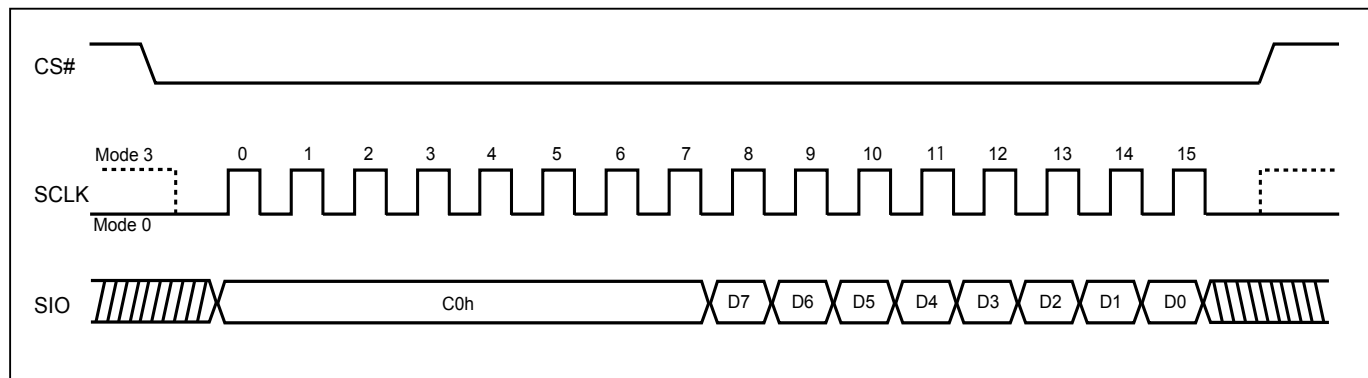 CS#
Mode 3
0 1 2 3 4 5 6 7 8 9 10 11 12 13 14 15
SCLK
Mode 0
SIO
C0h D7 D6 D5 D4 D3 D2 D1 D0